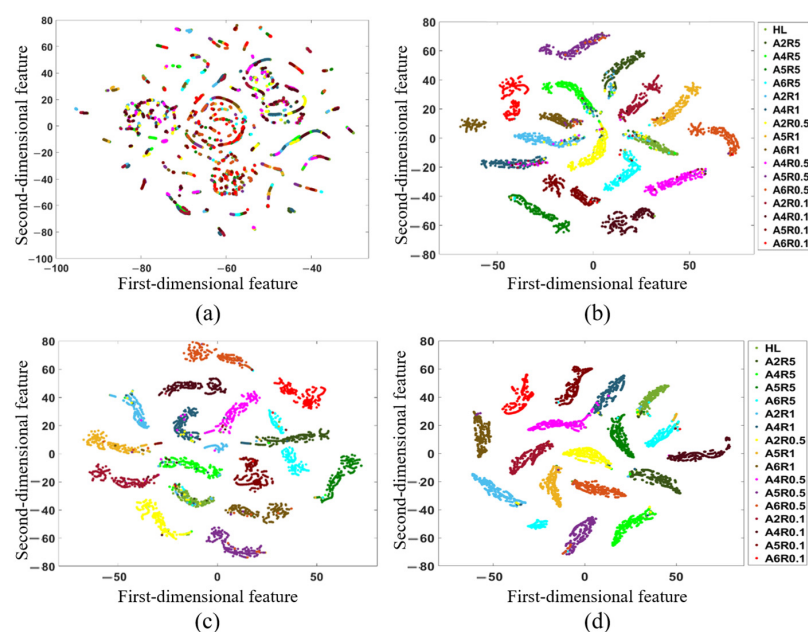 80
60
40
20
0
−20
−40
−60
−80
−100
−100
−80
−60
−40
Second-dimensional feature
First-dimensional feature
(a)
80
60
40
20
0
−20
−40
−60
−80
−50
0
50
Second-dimensional feature
First-dimensional feature
(b)
HL
A2R5
A4R5
A5R5
A6R5
A2R1
A4R1
A2R0.5
A5R1
A6R1
A4R0.5
A5R0.5
A6R0.5
A2R0.1
A4R0.1
A5R0.1
A6R0.1
80
60
40
20
0
−20
−40
−60
−80
−50
0
50
Second-dimensional feature
First-dimensional feature
(c)
80
60
40
20
0
−20
−40
−60
−80
−50
0
50
Second-dimensional feature
First-dimensional feature
(d)
HL
A2R5
A4R5
A5R5
A6R5
A2R1
A4R1
A2R0.5
A5R1
A6R1
A4R0.5
A5R0.5
A6R0.5
A2R0.1
A4R0.1
A5R0.1
A6R0.1